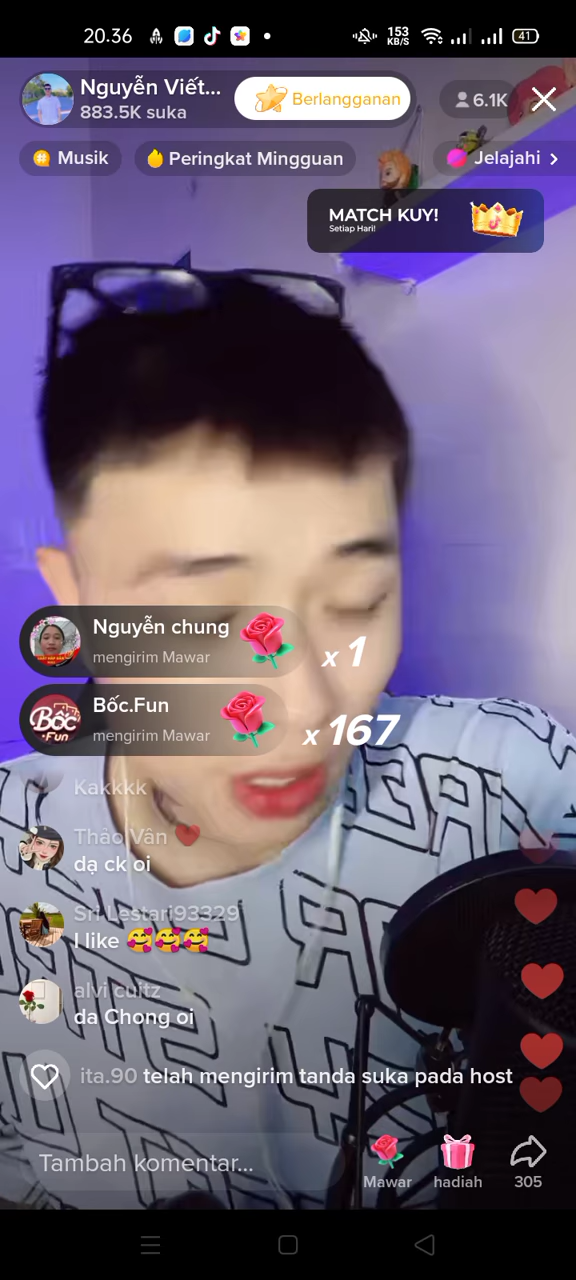 20.36
153
KB/S
41
Nguyễn Viết...
883.5K suka
Berlangganan
6.1K
Musik
Peringkat Mingguan
Jelajahi
MATCH KUY!
Setiap Hari!
Nguyễn chung
mengirim Mawar
x 1
Bốc.Fun
mengirim Mawar
x 167
Bốc
.Fun
Kakkkk
Thảo Vân
dạ ck oi
Sri Lestari93329
I like 🥰🥰🥰
alvi cuitz
da Chong oi
ita.90 telah mengirim tanda suka pada host
Tambah komentar...
Mawar
hadiah
305